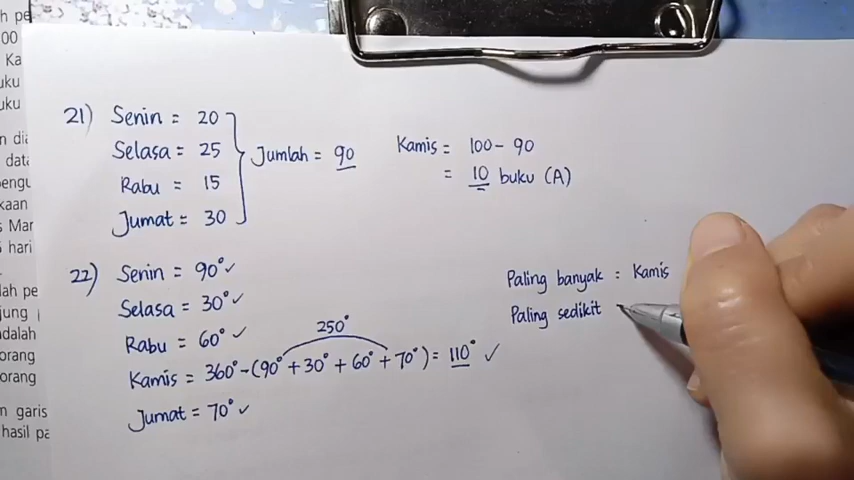 21) Senin = 20
Selasa = 25
Rabu = 15
Jumat = 30
Jumlah = 90
Kamis = 100 - 90
= 10 buku (A)
22) Senin = 90° ✓
Selasa = 30° ✓
Rabu = 60° ✓
250°
Kamis = 360° - (90° + 30° + 60° + 70°) = 110° ✓
Jumat = 70° ✓
Paling banyak : Kamis
Paling sedikit